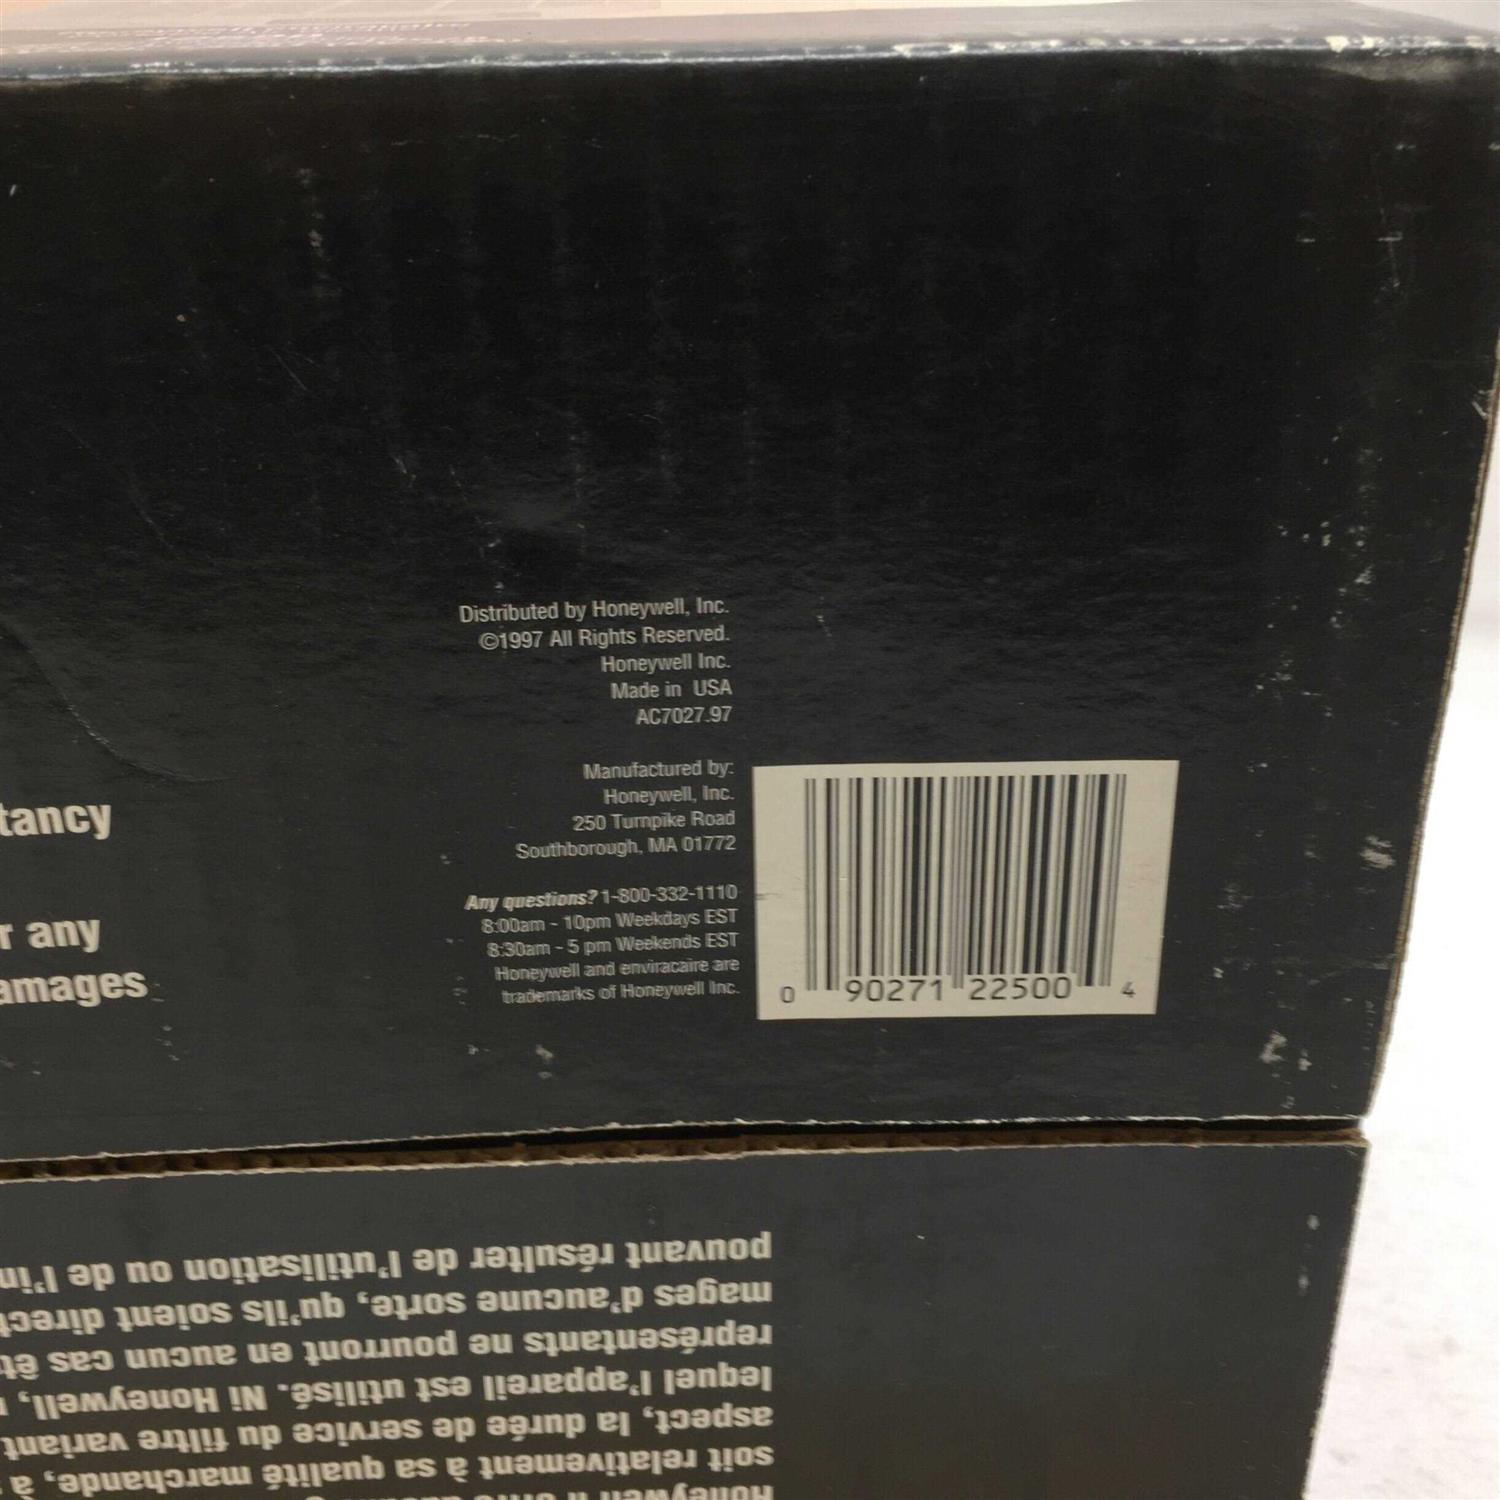 Distributed by Honeywell, Inc.
©1997 All Rights Reserved.
Honeywell Inc.
Made in USA
AC7027.97
Manufactured by:
Honeywell, Inc.
250 Turnpike Road
Southborough, MA 01772
Any questions? 1-800-332-1110
8:00am - 10pm Weekdays EST
8:30am - 5 pm Weekends EST
Honeywell and enviracaire are
trademarks of Honeywell Inc.
tancy
r any
amages
0 90271 22500 4
Honeywell n'offre
soit relativement à sa qualité marchande, à
aspect, la durée de service du filtre variant
lequel l'appareil est utilisé. Ni Honeywell,
représentants ne pourront en aucun cas êt
mages d'aucune sorte, qu'ils soient direct
pouvant résulter de l'utilisation ou de l'in